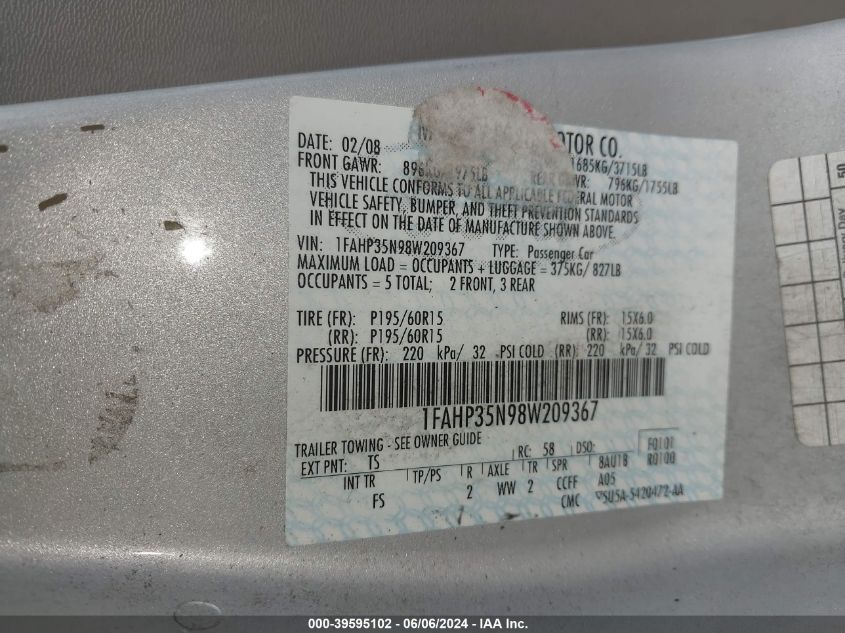 MOTOR CO.
DATE: 02/08
1685KG/3715LB
FRONT GAWR: 796KG/1755LB
THIS VEHICLE CONFORMS TO ALL APPLICABLE FEDERAL MOTOR
VEHICLE SAFETY, BUMPER, AND THEFT PREVENTION STANDARDS
IN EFFECT ON THE DATE OF MANUFACTURE SHOWN ABOVE.
VIN: 1FAHP35N98W209367 TYPE: Passenger Car
MAXIMUM LOAD = OCCUPANTS + LUGGAGE = 375KG/ 827LB
OCCUPANTS = 5 TOTAL; 2 FRONT, 3 REAR
TIRE (FR): P195/60R15 RIMS (FR): 15X6.0
(RR): P195/60R15 (RR): 15X6.0
PRESSURE (FR): 220 kPa/ 32 PSI COLD (RR): 220 kPa/ 32 PSI COLD
1FAHP35N98W209367
TRAILER TOWING - SEE OWNER GUIDE
EXT PNT: TS RC: 58 DSO: F0101
R0100
INT TR TP/PS R AXLE TR SPR 8AU18
FS 2 WW 2 CCFF A05
CMC
50
000-39595102 - 06/06/2024 - IAA Inc.